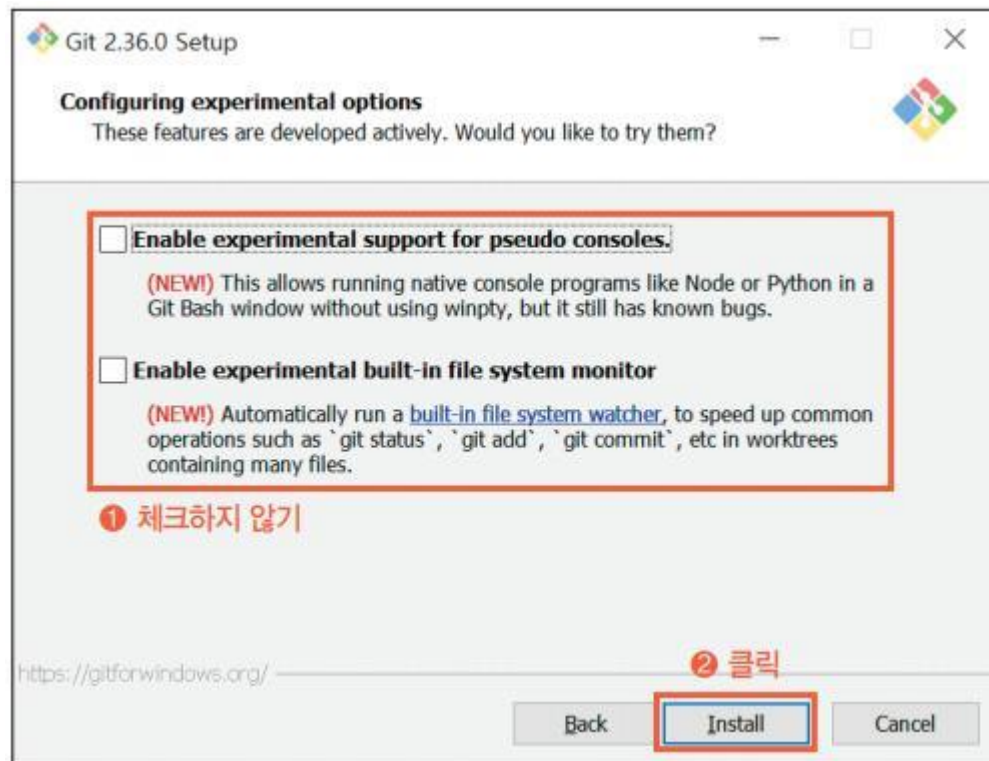 Git 2.36.0 Setup
Configuring experimental options
These features are developed actively. Would you like to try them?
Enable experimental support for pseudo consoles.
(NEW!) This allows running native console programs like Node or Python in a
Git Bash window without using winpty, but it still has known bugs.
Enable experimental built-in file system monitor
(NEW!) Automatically run a built-in file system watcher, to speed up common
operations such as `git status`, `git add`, `git commit`, etc in worktrees
containing many files.
❶ 체크하지 않기
https://gitforwindows.org/
❷ 클릭
Back
Install
Cancel